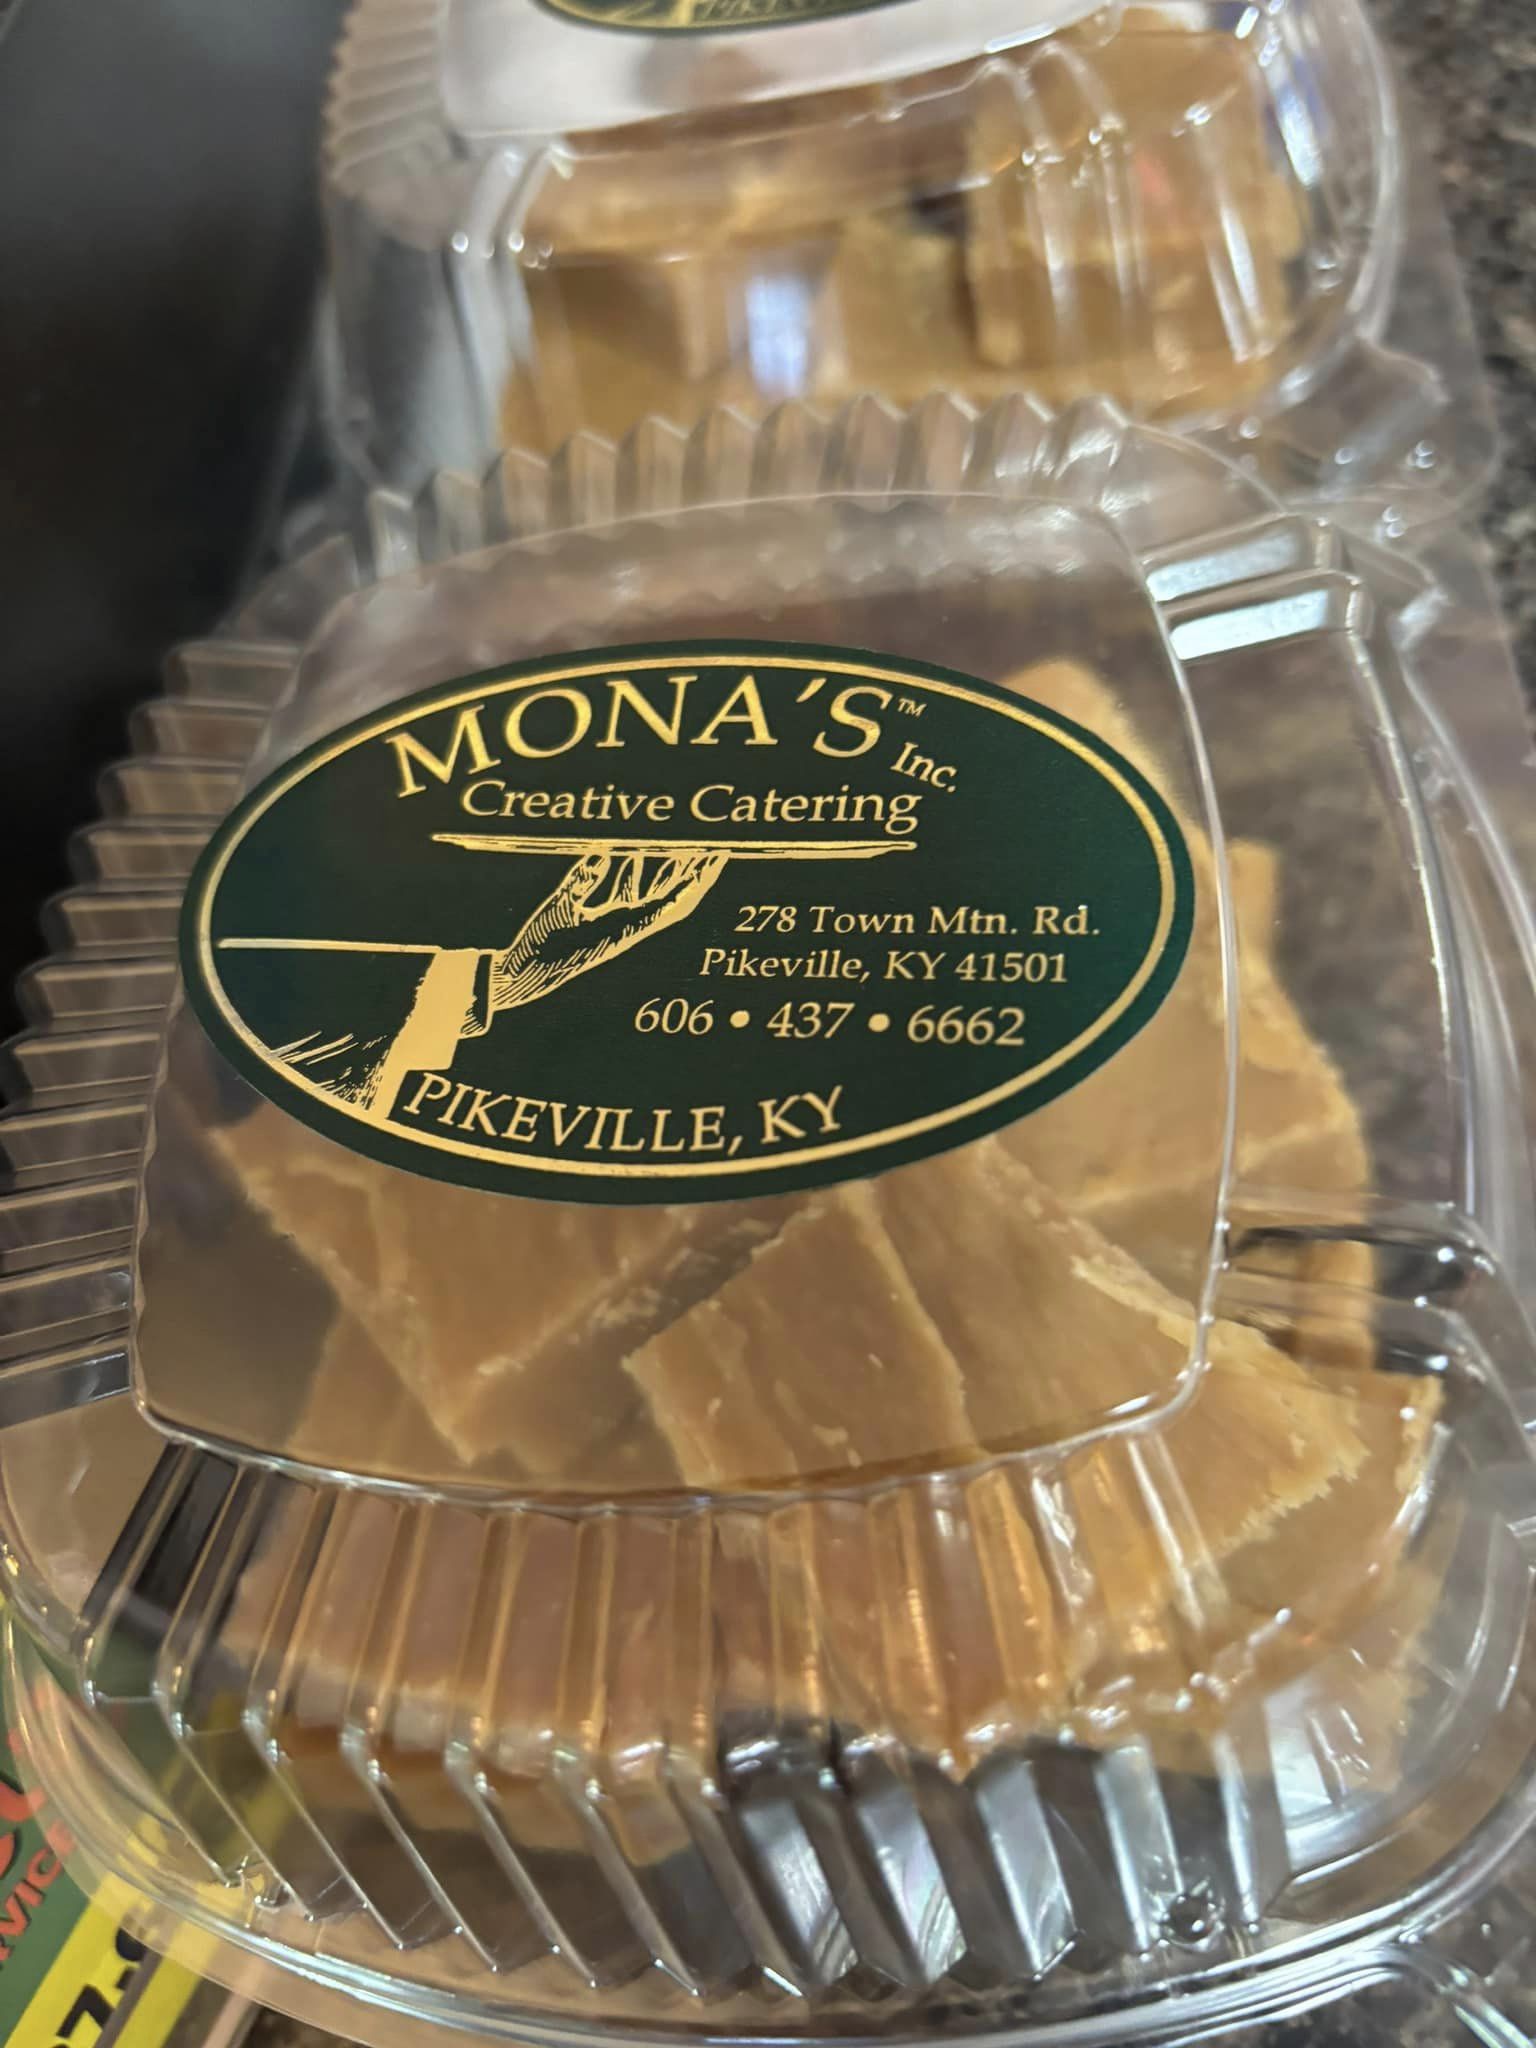 MONA'S™ Inc.
Creative Catering
278 Town Mtn. Rd.
Pikeville, KY 41501
606 • 437 • 6662
PIKEVILLE, KY